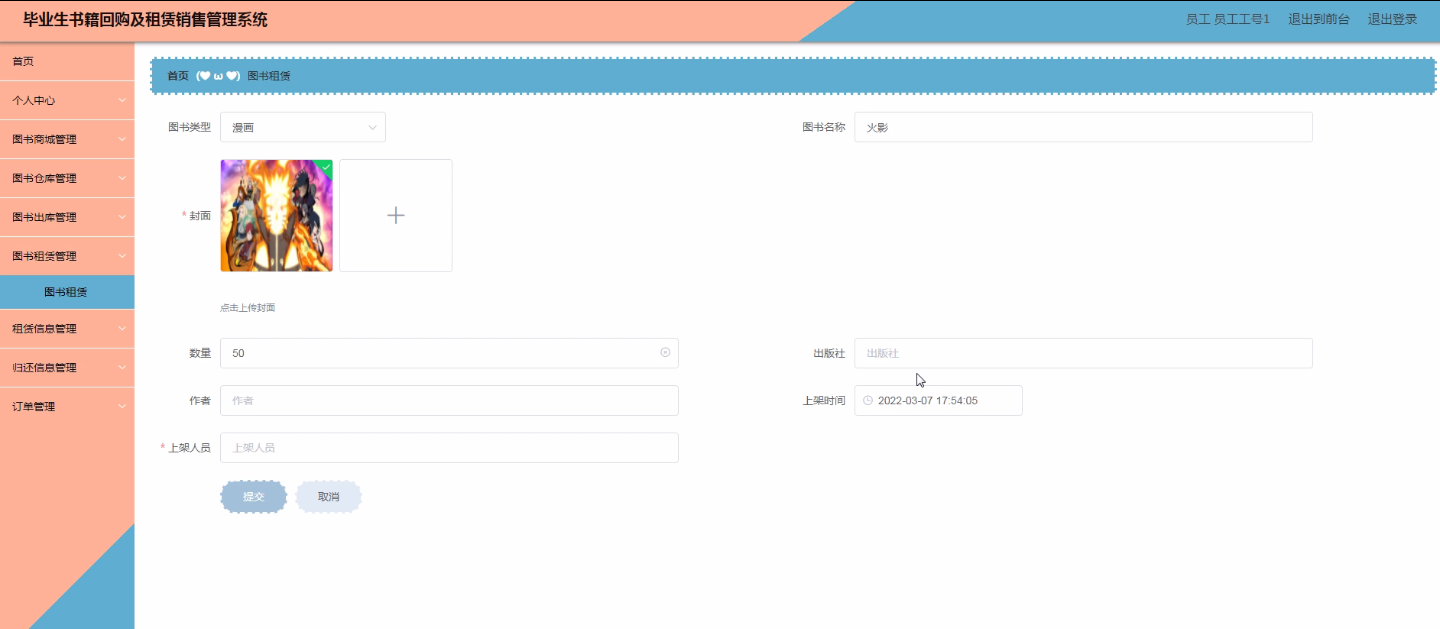 毕业生书籍回购及租赁销售管理系统
员工 员工工号1 退出到前台 退出登录
首页
个人中心
图书商城管理
图书仓库管理
图书出库管理
图书租赁管理
图书租赁
租赁信息管理
归还信息管理
订单管理
首页 (♥ω♥) 图书租赁
图书类型 漫画
图书名称 火影
* 封面
点击上传封面
数量 50
出版社 出版社
作者 作者
上架时间 2022-03-07 17:54:05
* 上架人员 上架人员
提交 取消